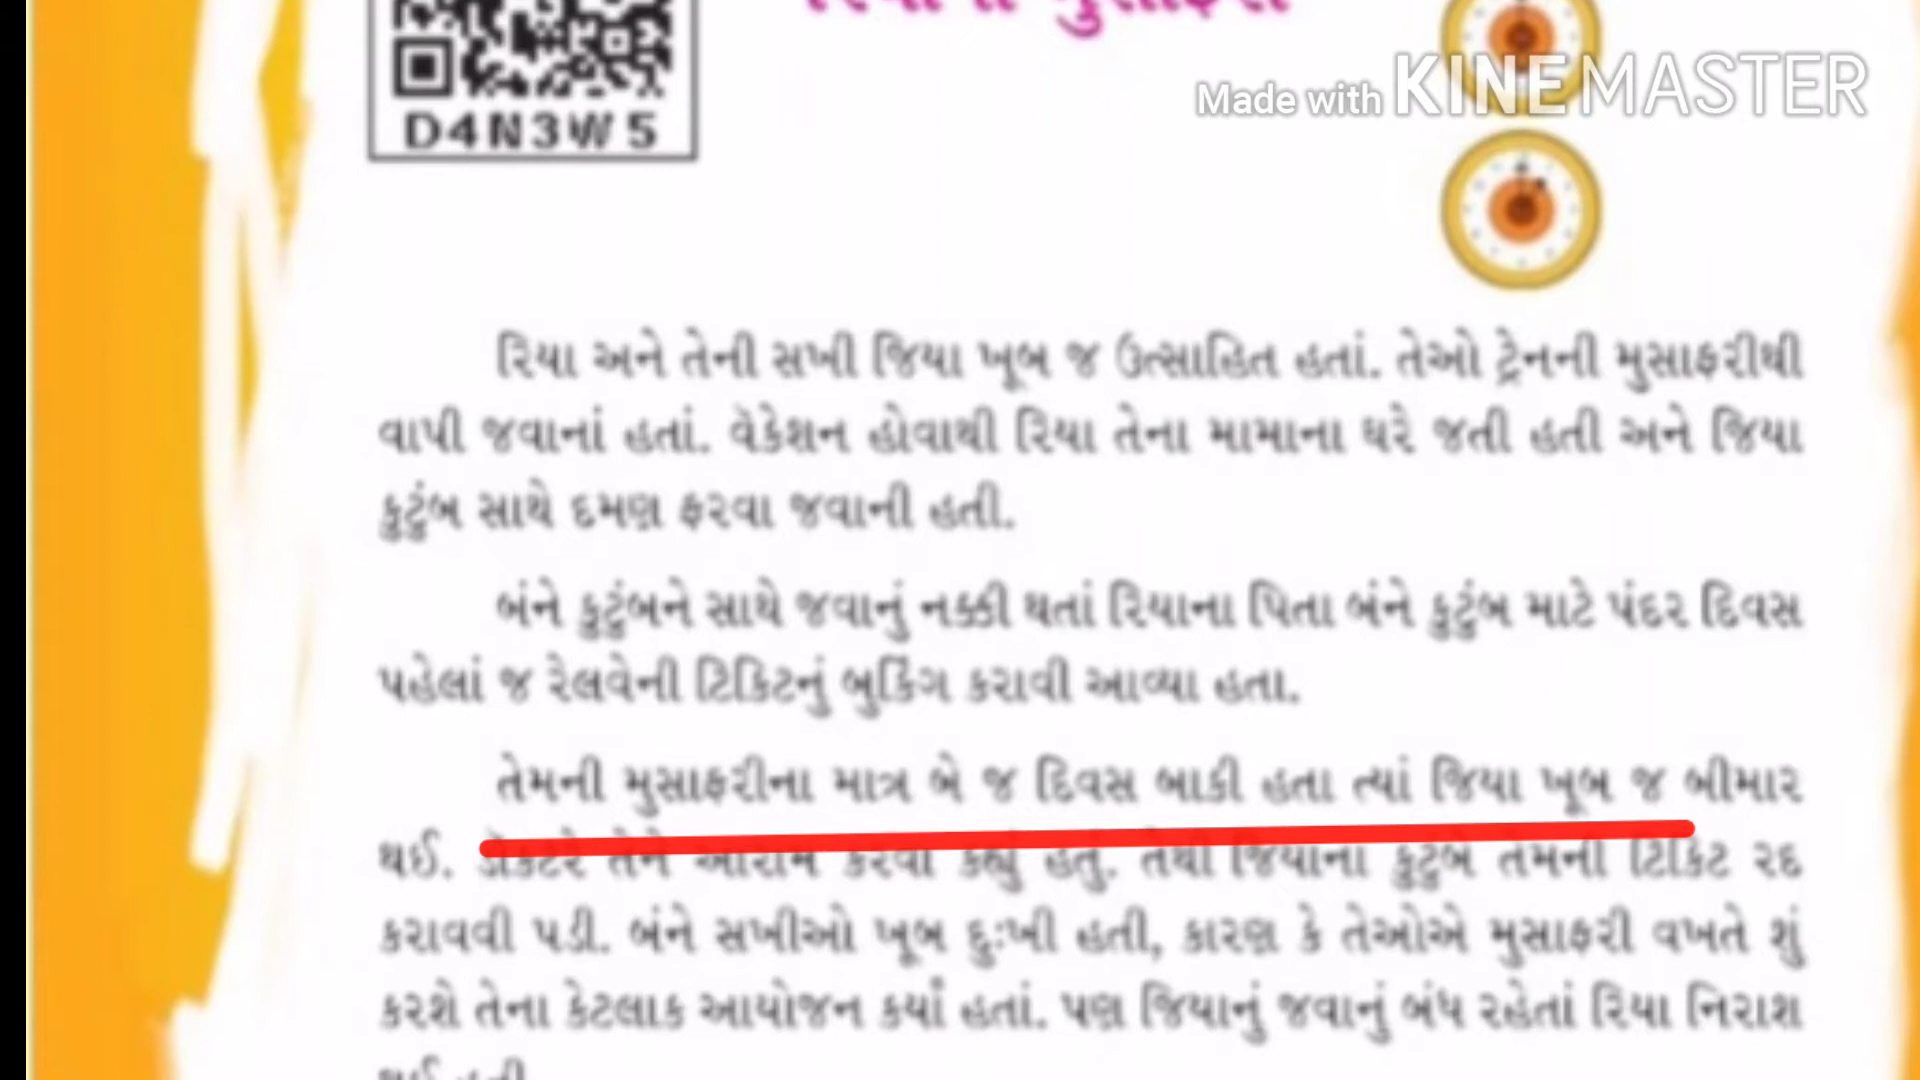 Made with KINEMASTER
D4N3W5
રિયા અને તેની સખી જિયા ખૂબ જ ઉત્સાહિત હતાં. તેઓ ટ્રેનની મુસાફરીથી
વાપી જવાનાં હતાં. વૅકેશન હોવાથી રિયા તેના મામાના ઘરે જતી હતી અને જિયા
કુટુંબ સાથે દમણ ફરવા જવાની હતી.
બંને કુટુંબને સાથે જવાનું નક્કી થતાં રિયાના પિતા બંને કુટુંબ માટે પંદર દિવસ
પહેલાં જ રેલવેની ટિકિટનું બુકિંગ કરાવી આવ્યા હતા.
તેમની મુસાફરીના માત્ર બે જ દિવસ બાકી હતા ત્યાં જિયા ખૂબ જ બીમાર
થઈ. ડૉક્ટરે તેને આરામ કરવા કહ્યું હતું. તેથી જિયાના કુટુંબે તેમની ટિકિટ રદ
કરાવવી પડી. બંને સખીઓ ખૂબ દુઃખી હતી, કારણ કે તેઓએ મુસાફરી વખતે શું
કરશે તેના કેટલાક આયોજન કર્યાં હતાં. પણ જિયાનું જવાનું બંધ રહેતાં રિયા નિરાશ